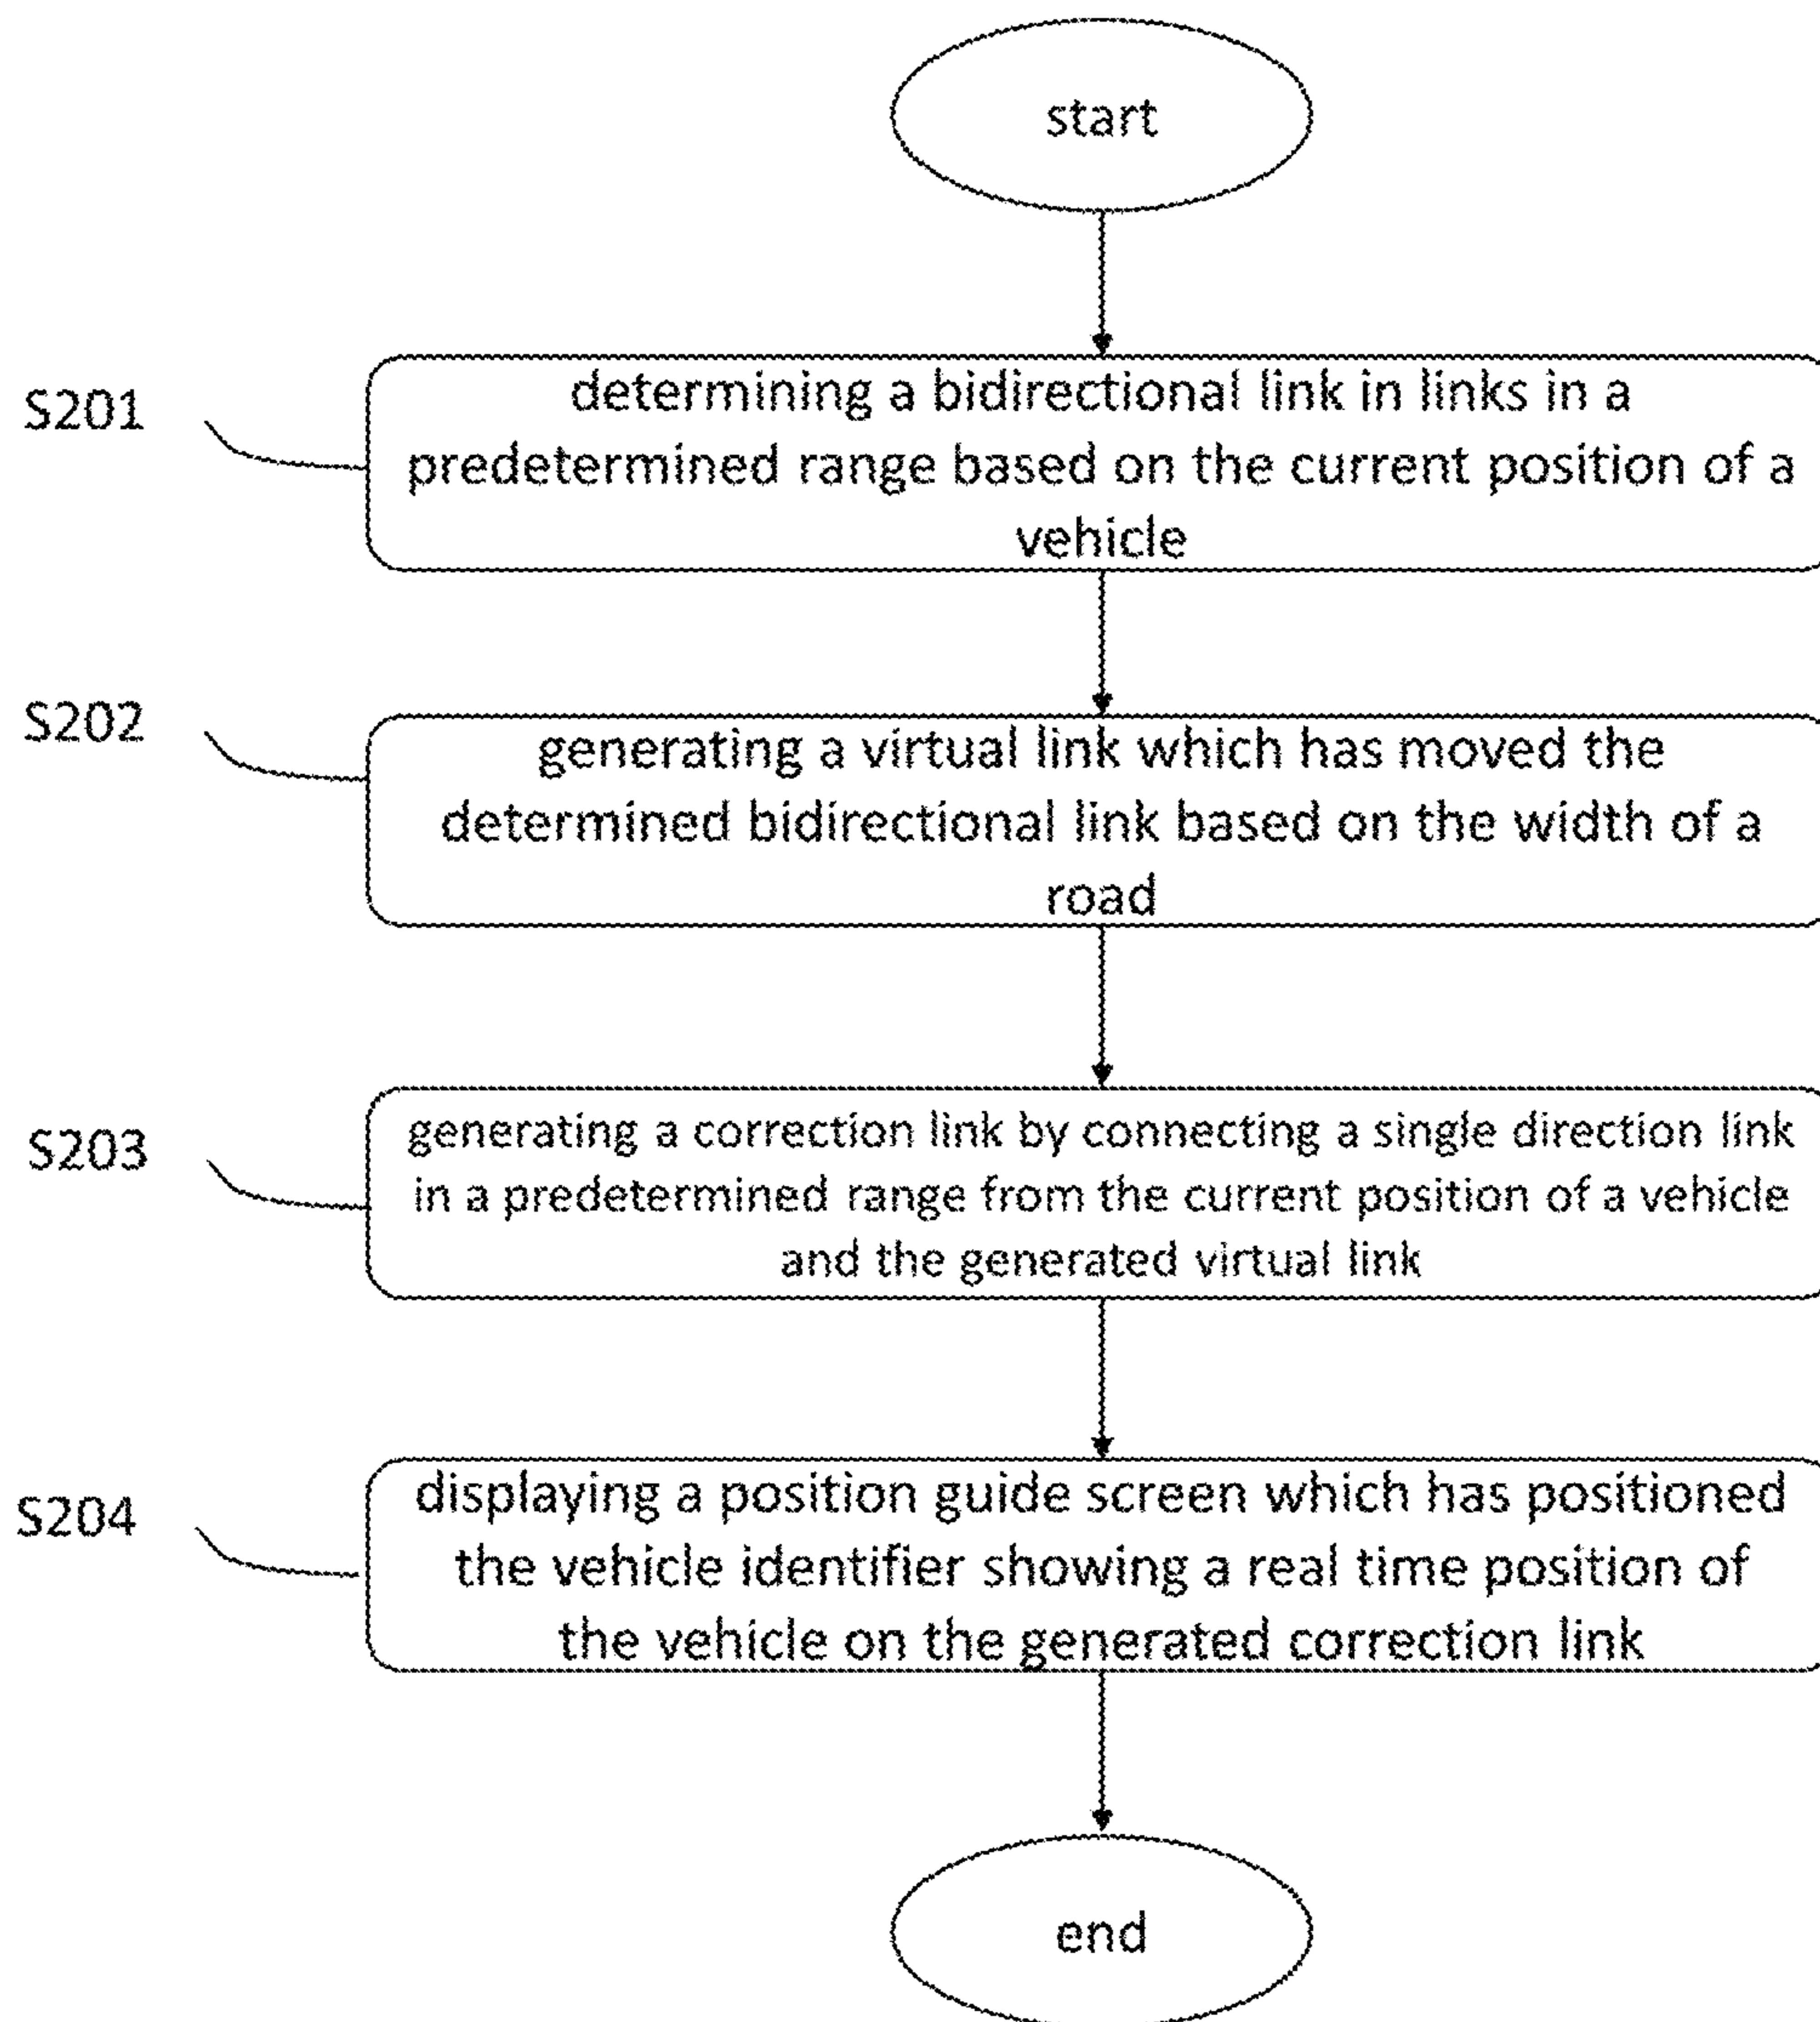 start
S201
determining a bidirectional link in links in a
predetermined range based on the current position of a
vehicle
S202
generating a virtual link which has moved the
determined bidirectional link based on the width of a
road
S203
generating a correction link by connecting a single direction link
in a predetermined range from the current position of a vehicle
and the generated virtual link
S204
displaying a position guide screen which has positioned
the vehicle identifier showing a real time position of
the vehicle on the generated correction link
end